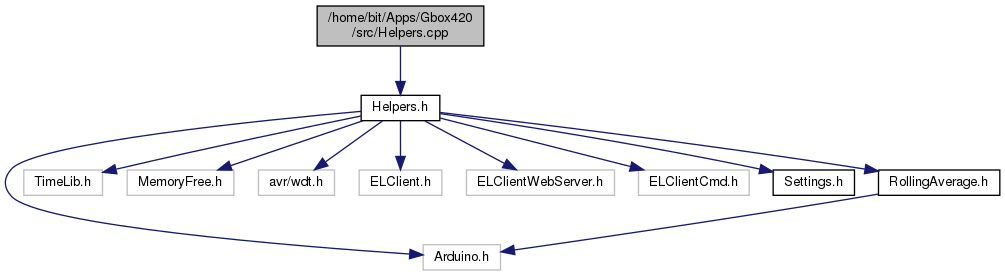 /home/bit/Apps/Gbox420
/src/Helpers.cpp
Helpers.h
TimeLib.h
MemoryFree.h
avr/wdt.h
ELClient.h
ELClientWebServer.h
ELClientCmd.h
Settings.h
RollingAverage.h
Arduino.h